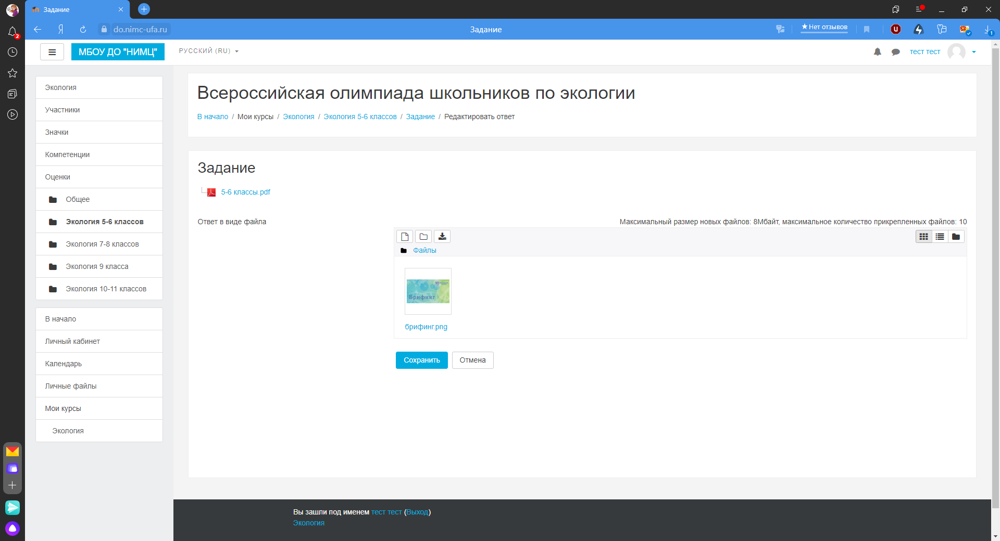 Задание
2
do.nimc-ufa.ru
Задание
★Нет отзывов
1
МБОУ ДО "НИМЦ"
РУССКИЙ (RU)
тест тест
Экология
Участники
Значки
Компетенции
Оценки
Общее
Экология 5-6 классов
Экология 7-8 классов
Экология 9 класса
Экология 10-11 классов
В начало
Личный кабинет
Календарь
Личные файлы
Мои курсы
Экология
Всероссийская олимпиада школьников по экологии
В начало / Мои курсы / Экология / Экология 5-6 классов / Задание / Редактировать ответ
Задание
5-6 классы.pdf
Ответ в виде файла
Максимальный размер новых файлов: 8Мбайт, максимальное количество прикрепленных файлов: 10
Файлы
Брифинг
брифинг.png
Сохранить
Отмена
Вы зашли под именем тест тест (Выход)
Экология